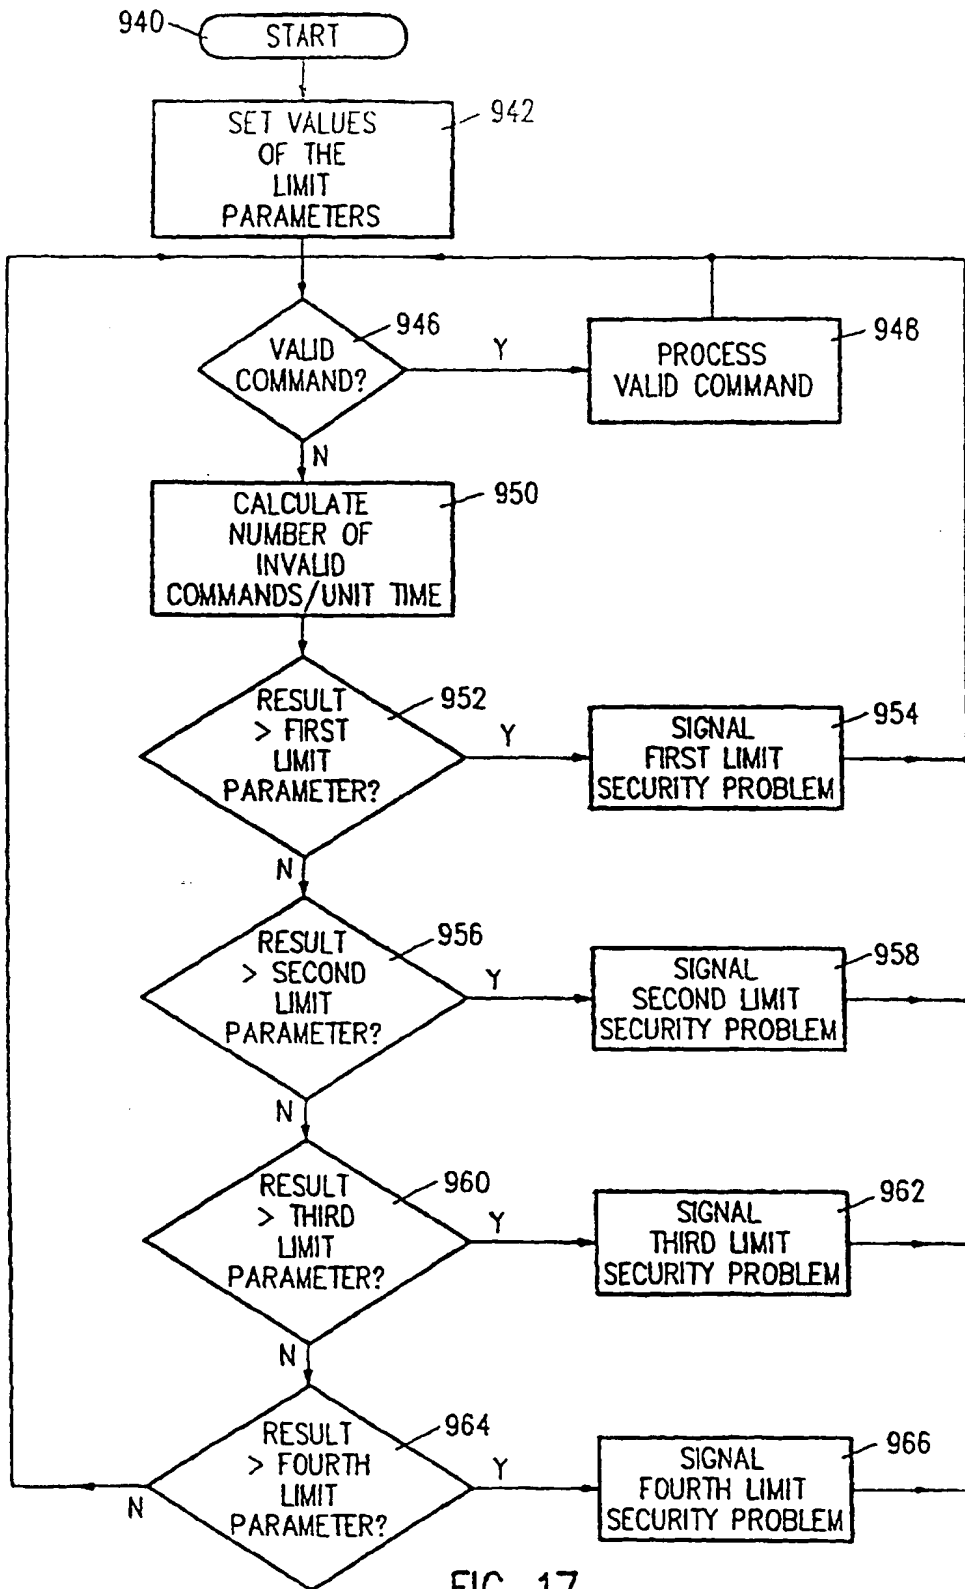 940
START
942
SET VALUES
OF THE
LIMIT
PARAMETERS
946
VALID
COMMAND?
Y
948
PROCESS
VALID COMMAND
N
950
CALCULATE
NUMBER OF
INVALID
COMMANDS/UNIT TIME
952
RESULT
> FIRST
LIMIT
PARAMETER?
Y
954
SIGNAL
FIRST LIMIT
SECURITY PROBLEM
N
956
RESULT
> SECOND
LIMIT
PARAMETER?
Y
958
SIGNAL
SECOND LIMIT
SECURITY PROBLEM
N
960
RESULT
> THIRD
LIMIT
PARAMETER?
Y
962
SIGNAL
THIRD LIMIT
SECURITY PROBLEM
N
964
RESULT
> FOURTH
LIMIT
PARAMETER?
Y
966
SIGNAL
FOURTH LIMIT
SECURITY PROBLEM
N
FIG. 17